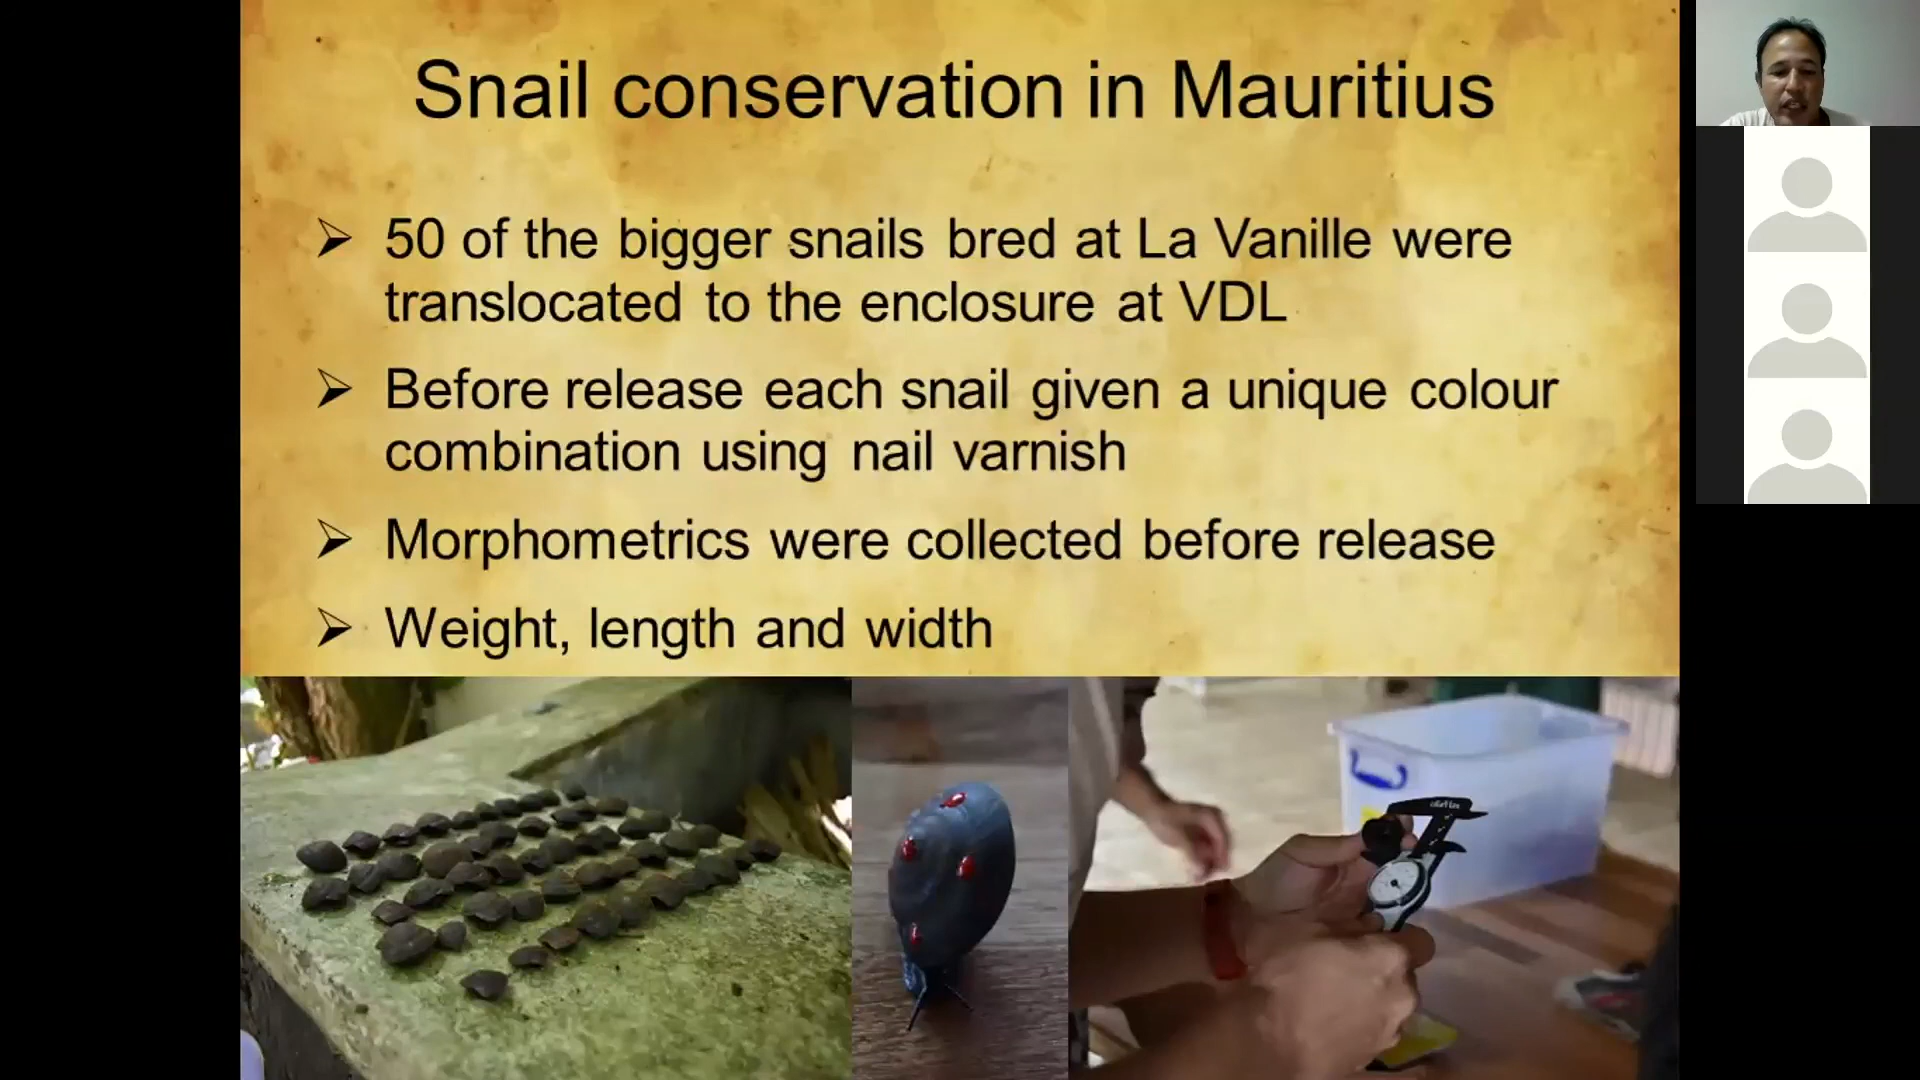 Snail conservation in Mauritius
50 of the bigger snails bred at La Vanille were
translocated to the enclosure at VDL
Before release each snail given a unique colour
combination using nail varnish
Morphometrics were collected before release
Weight, length and width